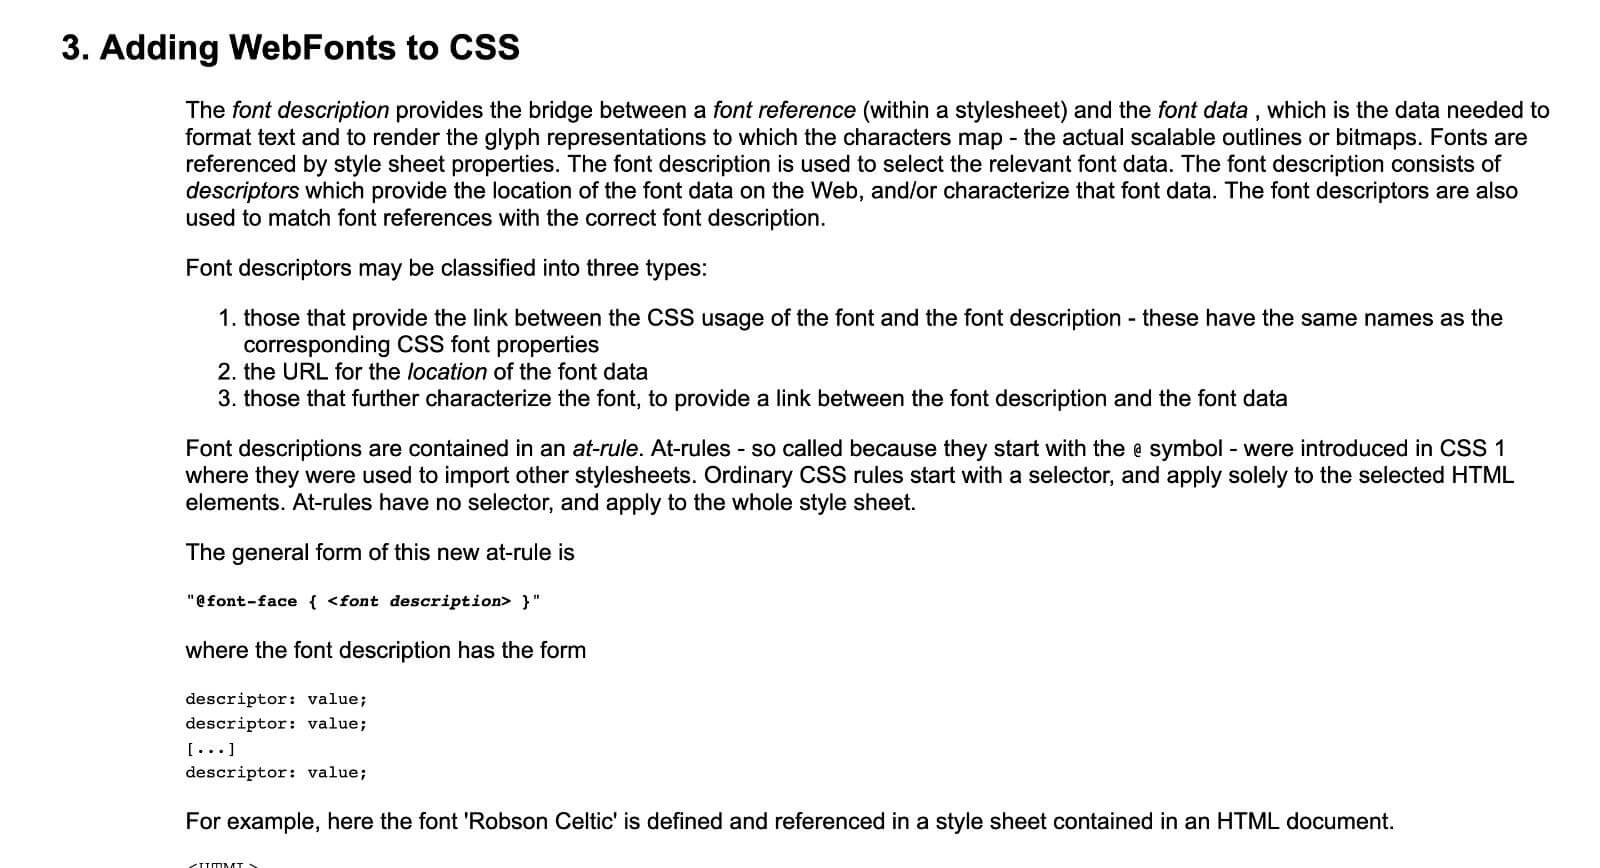 3. Adding WebFonts to CSS
The font description provides the bridge between a font reference (within a stylesheet) and the font data , which is the data needed to
format text and to render the glyph representations to which the characters map - the actual scalable outlines or bitmaps. Fonts are
referenced by style sheet properties. The font description is used to select the relevant font data. The font description consists of
descriptors which provide the location of the font data on the Web, and/or characterize that font data. The font descriptors are also
used to match font references with the correct font description.
Font descriptors may be classified into three types:
1. those that provide the link between the CSS usage of the font and the font description - these have the same names as the
corresponding CSS font properties
2. the URL for the location of the font data
3. those that further characterize the font, to provide a link between the font description and the font data
Font descriptions are contained in an at-rule. At-rules - so called because they start with the @ symbol - were introduced in CSS 1
where they were used to import other stylesheets. Ordinary CSS rules start with a selector, and apply solely to the selected HTML
elements. At-rules have no selector, and apply to the whole style sheet.
The general form of this new at-rule is
"@font-face { <font description> }"
where the font description has the form
descriptor: value;
descriptor: value;
[...]
descriptor: value;
For example, here the font 'Robson Celtic' is defined and referenced in a style sheet contained in an HTML document.